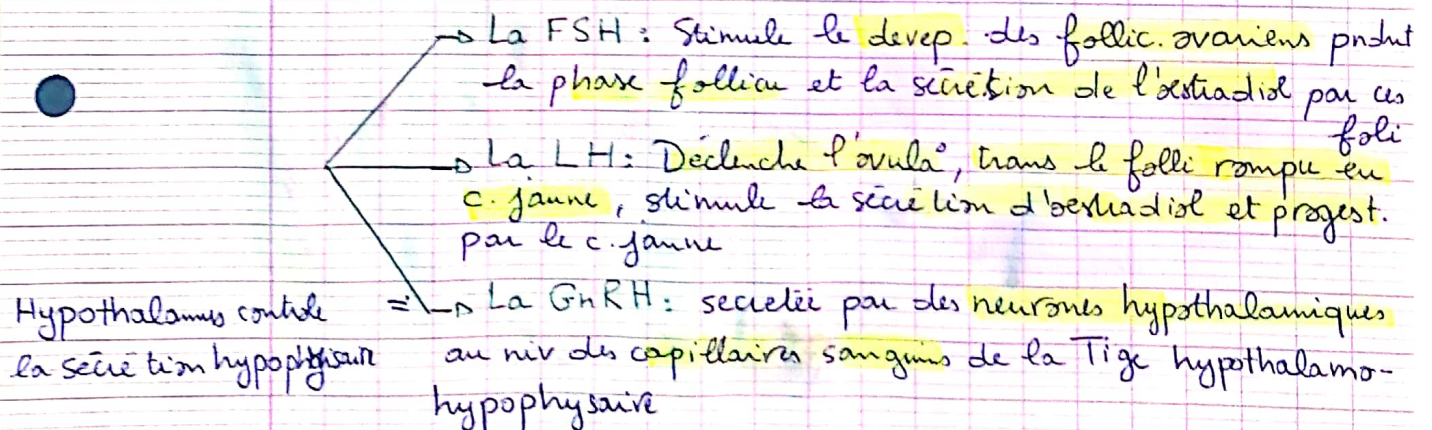 La FSH : Stimule le devep. des follic. ovariens pndnt
la phase follicu et la sécrétion de l'oestradiol par ces
foli
La LH : Déclenche l'ovula°, trans le folli rompu en
c. jaune, stimule la sécrétion d'oestradiol et progest.
par le c. jaune
La GnRH : secretée par des neurones hypothalamiques
Hypothalamus controle =
la sécrétion hypophysaire au niv des capillaires sanguins de la Tige hypothalamo-
hypophysaire